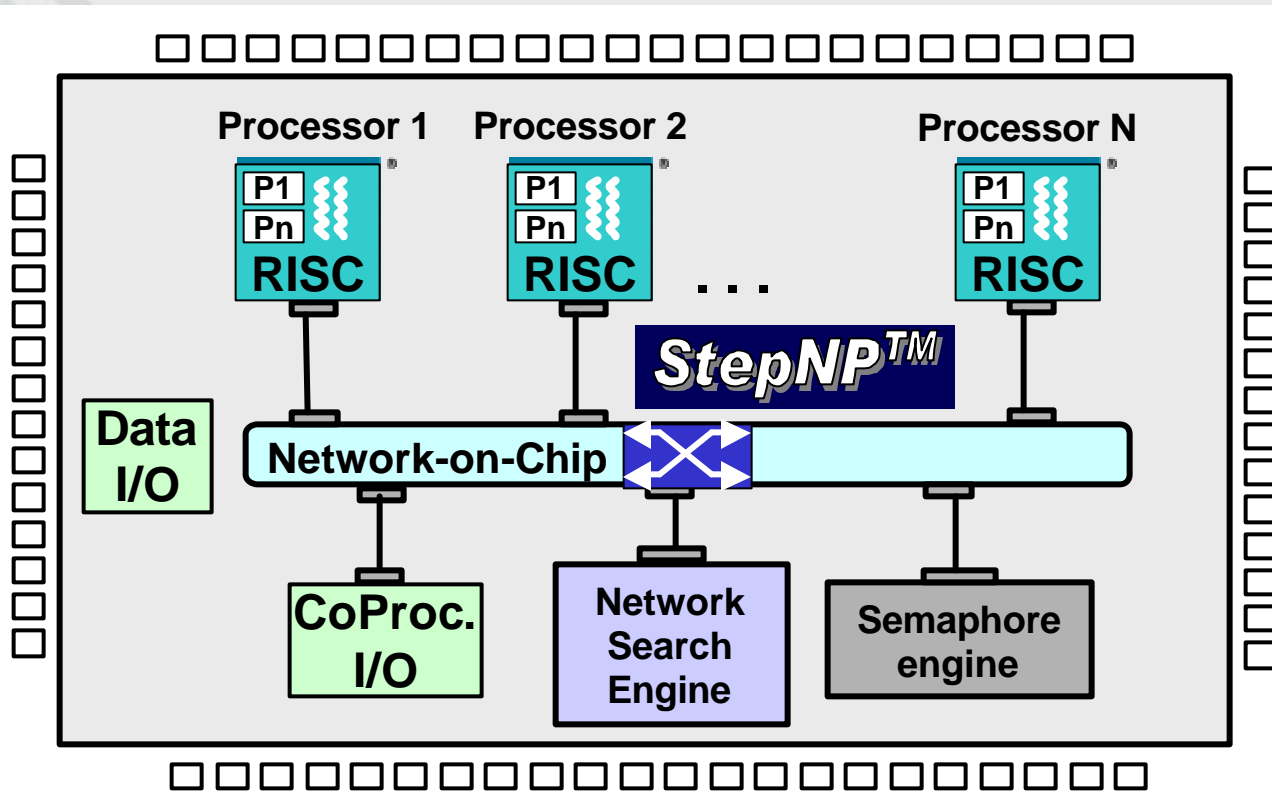 Processor 1
Processor 2
Processor N
P1
Pn
RISC
P1
Pn
RISC
. . .
P1
Pn
RISC
StepNP™
Data
I/O
Network-on-Chip
CoProc.
I/O
Network
Search
Engine
Semaphore
engine